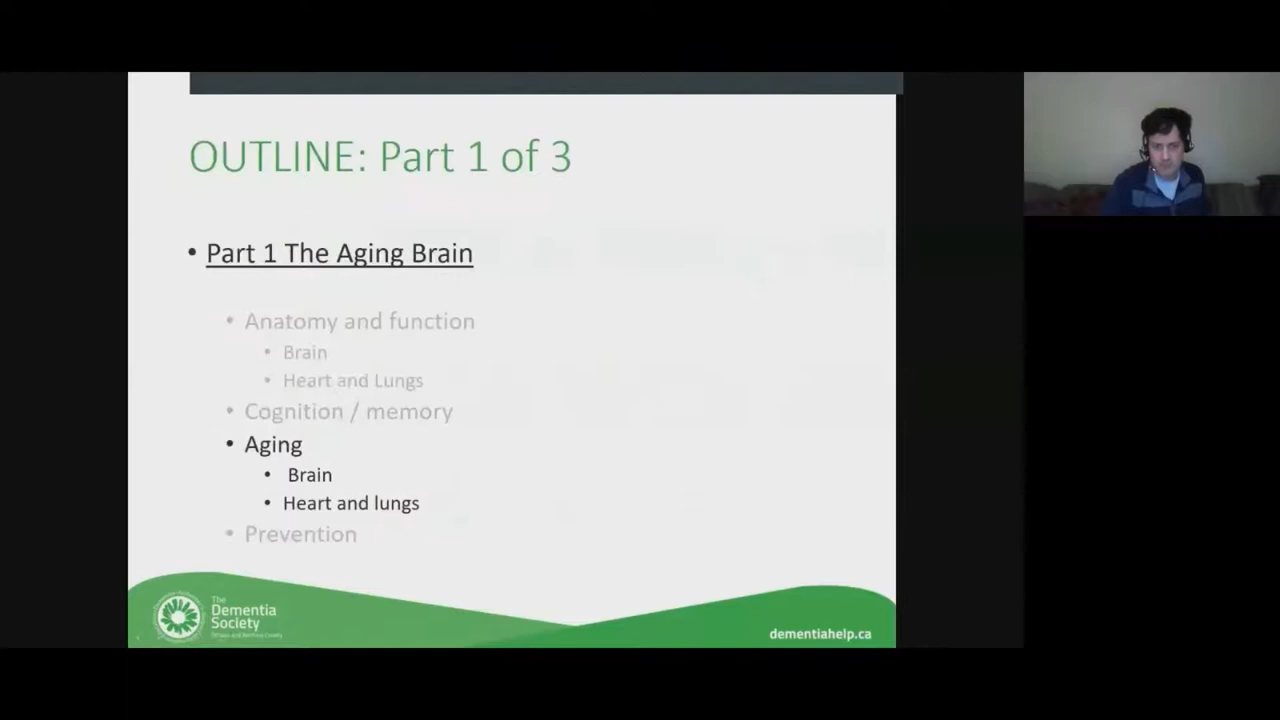 OUTLINE: Part 1 of 3
• Part 1 The Aging Brain
• Anatomy and function
• Brain
• Heart and Lungs
• Cognition / memory
• Aging
• Brain
• Heart and lungs
• Prevention
The
Dementia
Society
dementiahelp.ca